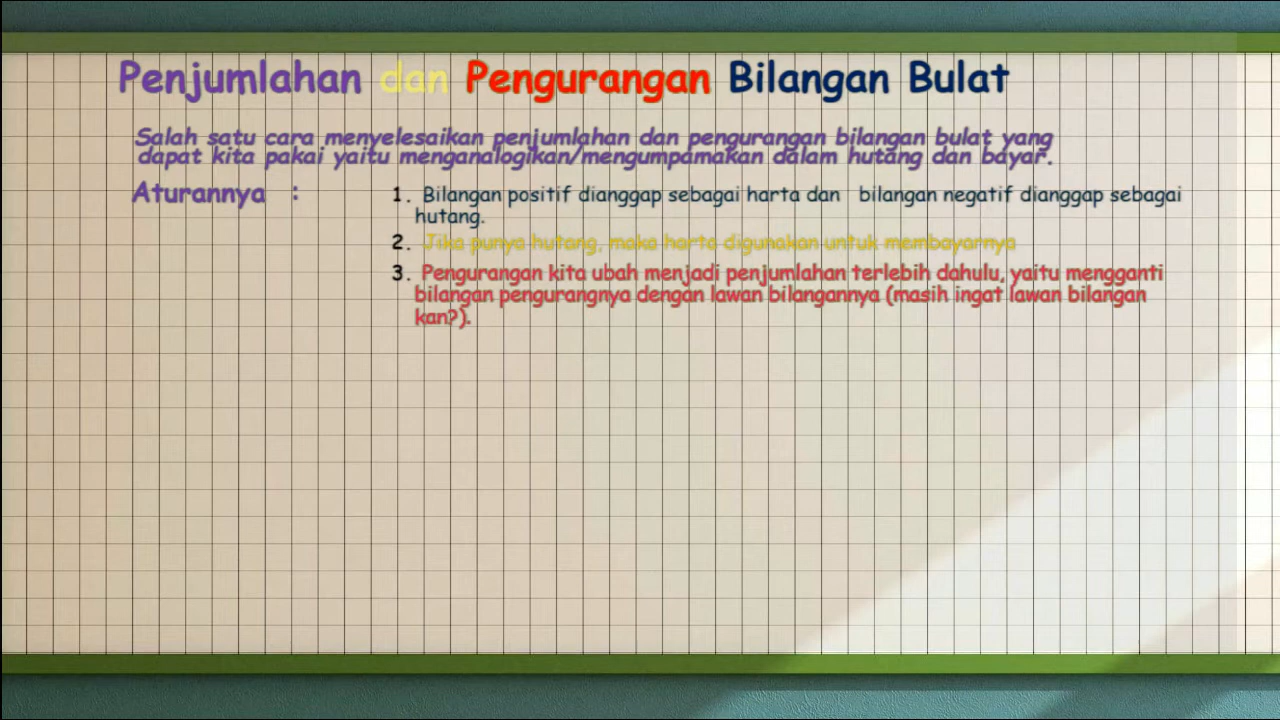 Penjumlahan dan Pengurangan Bilangan Bulat
Salah satu cara menyelesaikan penjumlahan dan pengurangan bilangan bulat yang
dapat kita pakai yaitu menganalogikan/mengumpamakan dalam hutang dan bayar.
Aturannya :
1. Bilangan positif dianggap sebagai harta dan bilangan negatif dianggap sebagai
hutang.
2. Jika punya hutang, maka harta digunakan untuk membayarnya
3. Pengurangan kita ubah menjadi penjumlahan terlebih dahulu, yaitu mengganti
bilangan pengurangnya dengan lawan bilangannya (masih ingat lawan bilangan
kan?).